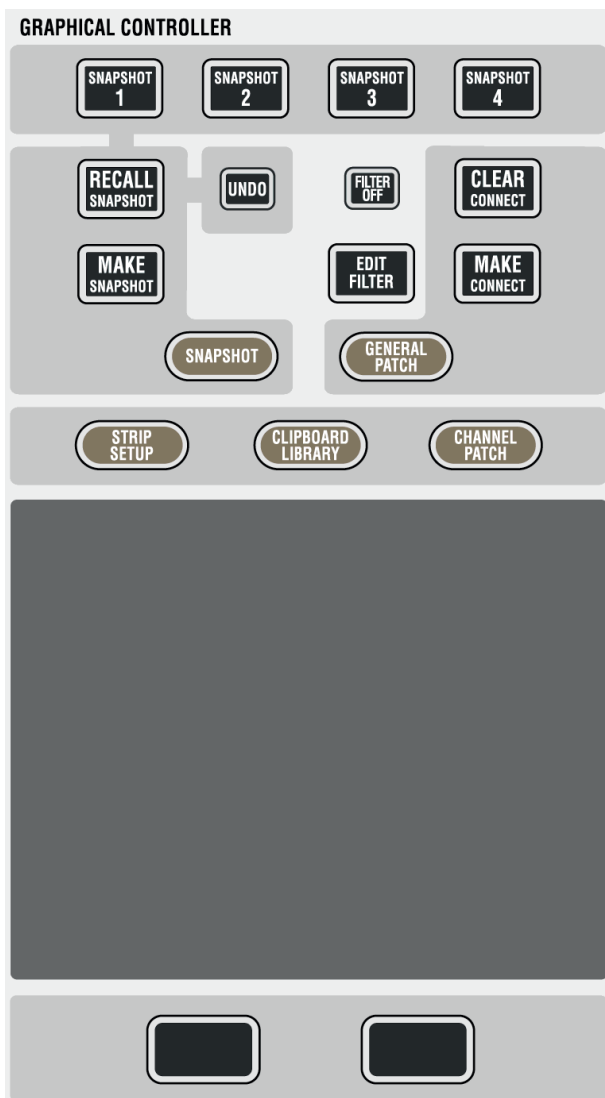 GRAPHICAL CONTROLLER
SNAPSHOT
1
SNAPSHOT
2
SNAPSHOT
3
SNAPSHOT
4
RECALL
SNAPSHOT
UNDO
FILTER
OFF
CLEAR
CONNECT
MAKE
SNAPSHOT
EDIT
FILTER
MAKE
CONNECT
SNAPSHOT
GENERAL
PATCH
STRIP
SETUP
CLIPBOARD
LIBRARY
CHANNEL
PATCH